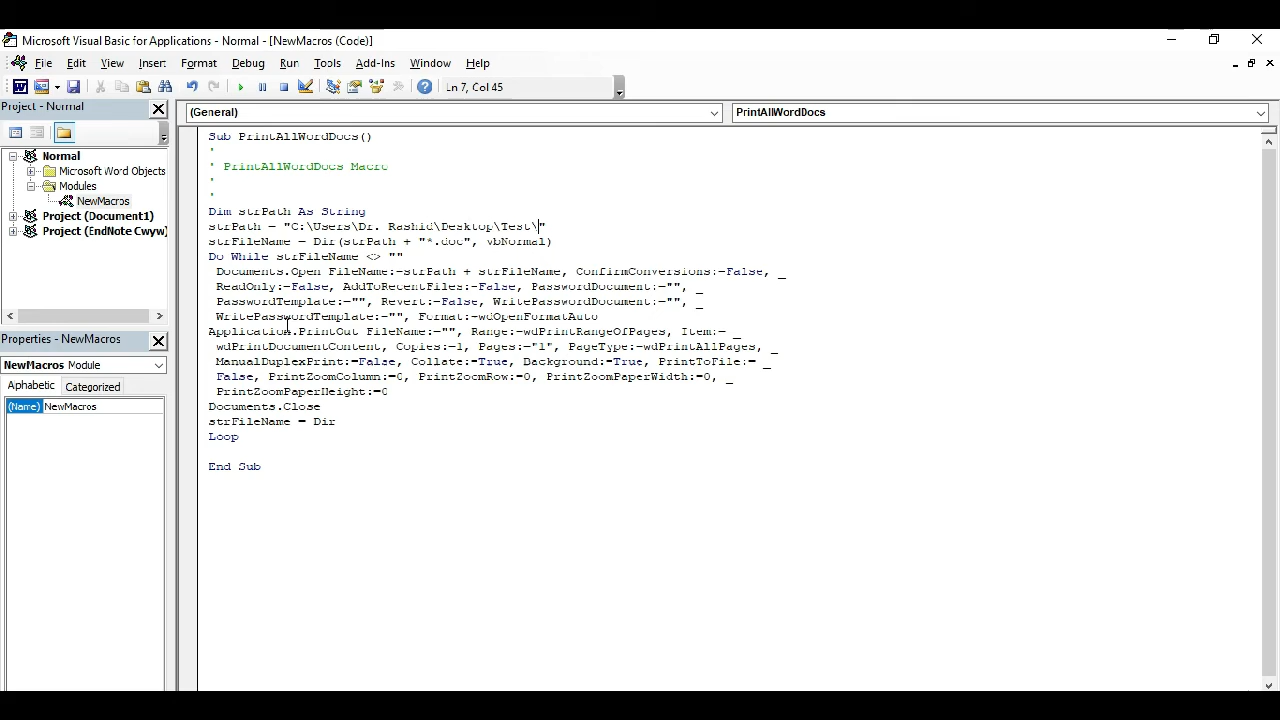 Microsoft Visual Basic for Applications - Normal - [NewMacros (Code)]
File Edit View Insert Format Debug Run Tools Add-Ins Window Help
Ln 7, Col 45
Project - Normal
Normal
Microsoft Word Objects
Modules
NewMacros
Project (Document1)
Project (EndNote Cwyw)
Properties - NewMacros
NewMacros Module
Alphabetic Categorized
(Name) NewMacros
(General) PrintAllWordDocs
Sub PrintAllWordDocs()
'
' PrintAllWordDocs Macro
'
'
Dim strPath As String
strPath = "C:\Users\Dr. Rashid\Desktop\Test\"
strFileName = Dir(strPath + "*.doc", vbNormal)
Do While strFileName <> ""
Documents.Open FileName:=strPath + strFileName, ConfirmConversions:=False, _
ReadOnly:=False, AddToRecentFiles:=False, PasswordDocument:="", _
PasswordTemplate:="", Revert:=False, WritePasswordDocument:="", _
WritePasswordTemplate:="", Format:=wdOpenFormatAuto
Application.PrintOut FileName:="", Range:=wdPrintRangeOfPages, Item:= _
wdPrintDocumentContent, Copies:=1, Pages:="1", PageType:=wdPrintAllPages, _
ManualDuplexPrint:=False, Collate:=True, Background:=True, PrintToFile:= _
False, PrintZoomColumn:=0, PrintZoomRow:=0, PrintZoomPaperWidth:=0, _
PrintZoomPaperHeight:=0
Documents.Close
strFileName = Dir
Loop
End Sub